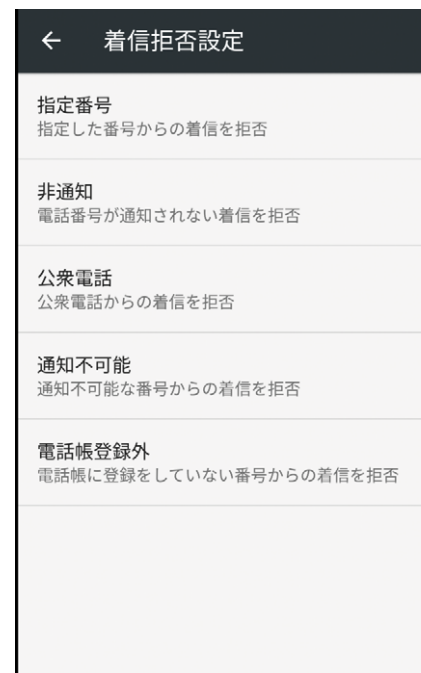 着信拒否設定
指定番号
指定した番号からの着信を拒否
非通知
電話番号が通知されない着信を拒否
公衆電話
公衆電話からの着信を拒否
通知不可能
通知不可能な番号からの着信を拒否
電話帳登録外
電話帳に登録をしていない番号からの着信を拒否